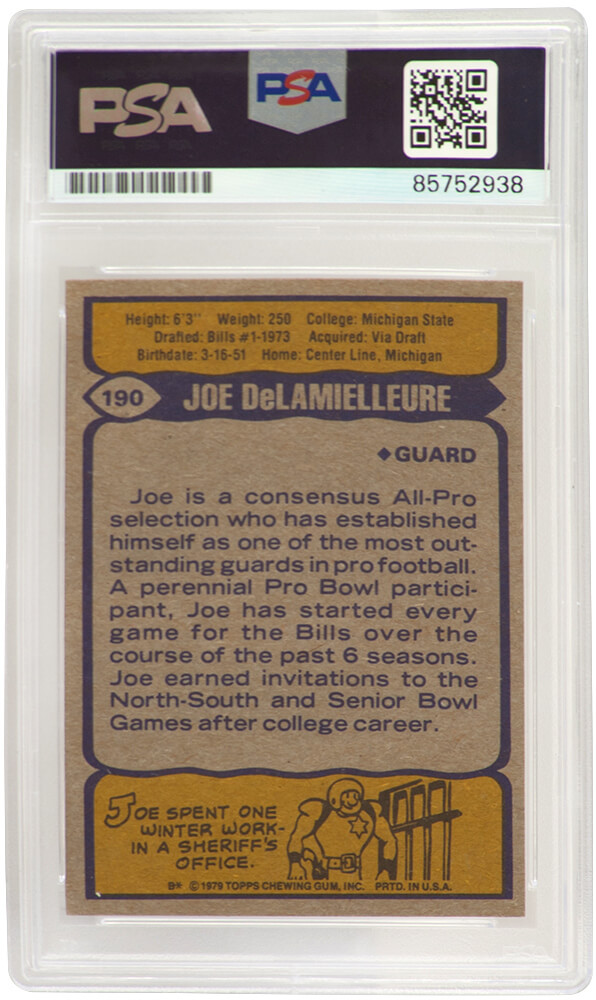 PSA
PSA
85752938
Height: 6'3" Weight: 250 College: Michigan State
Drafted: Bills #1-1973 Acquired: Via Draft
Birthdate: 3-16-51 Home: Center Line, Michigan
190 JOE DeLAMIELLEURE
◆GUARD
Joe is a consensus All-Pro
selection who has established
himself as one of the most out-
standing guards in pro football.
A perennial Pro Bowl partici-
pant, Joe has started every
game for the Bills over the
course of the past 6 seasons.
Joe earned invitations to the
North-South and Senior Bowl
Games after college career.
JOE SPENT ONE
WINTER WORK-
IN A SHERIFF'S
OFFICE.
B* © 1979 TOPPS CHEWING GUM, INC. PRTD. IN U.S.A.